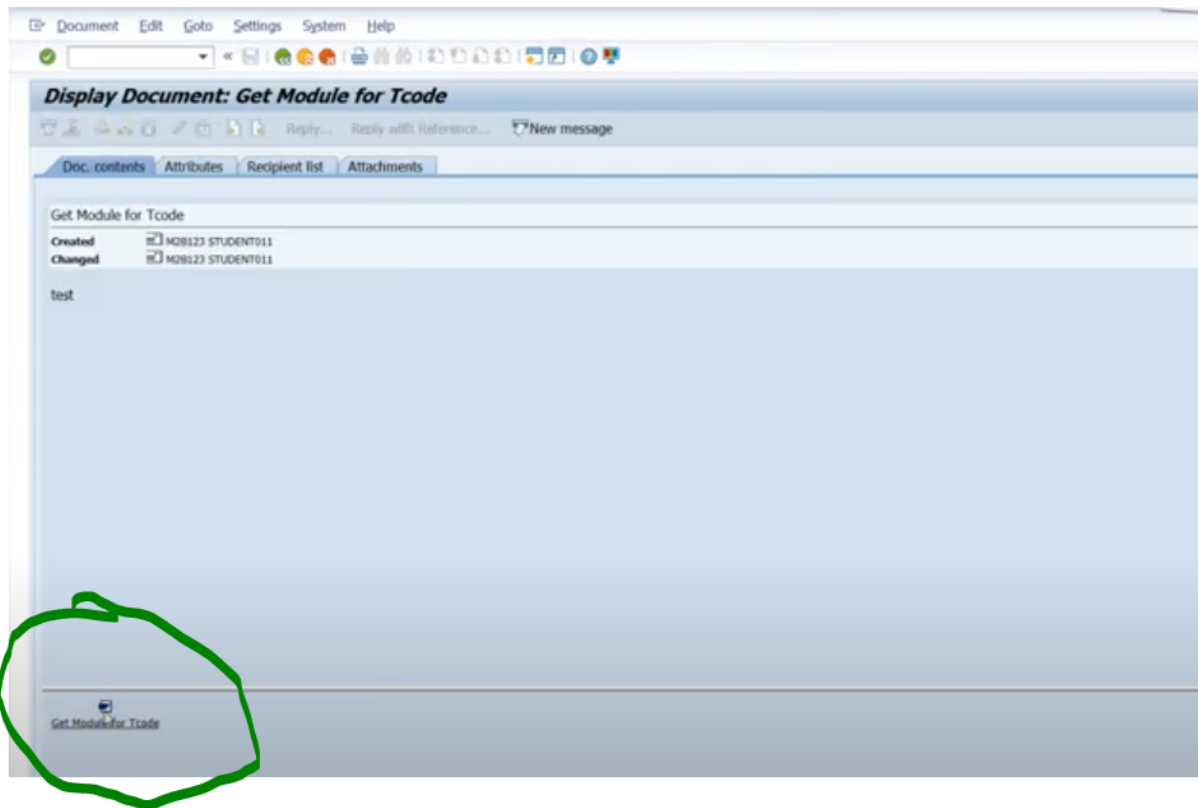 Document Edit Goto Settings System Help
Display Document: Get Module for Tcode
Reply... Reply with Reference... New message
Doc. contents Attributes Recipient list Attachments
Get Module for Tcode
Created M28123 STUDENT011
Changed M28123 STUDENT011
test
Get Module for Tcode